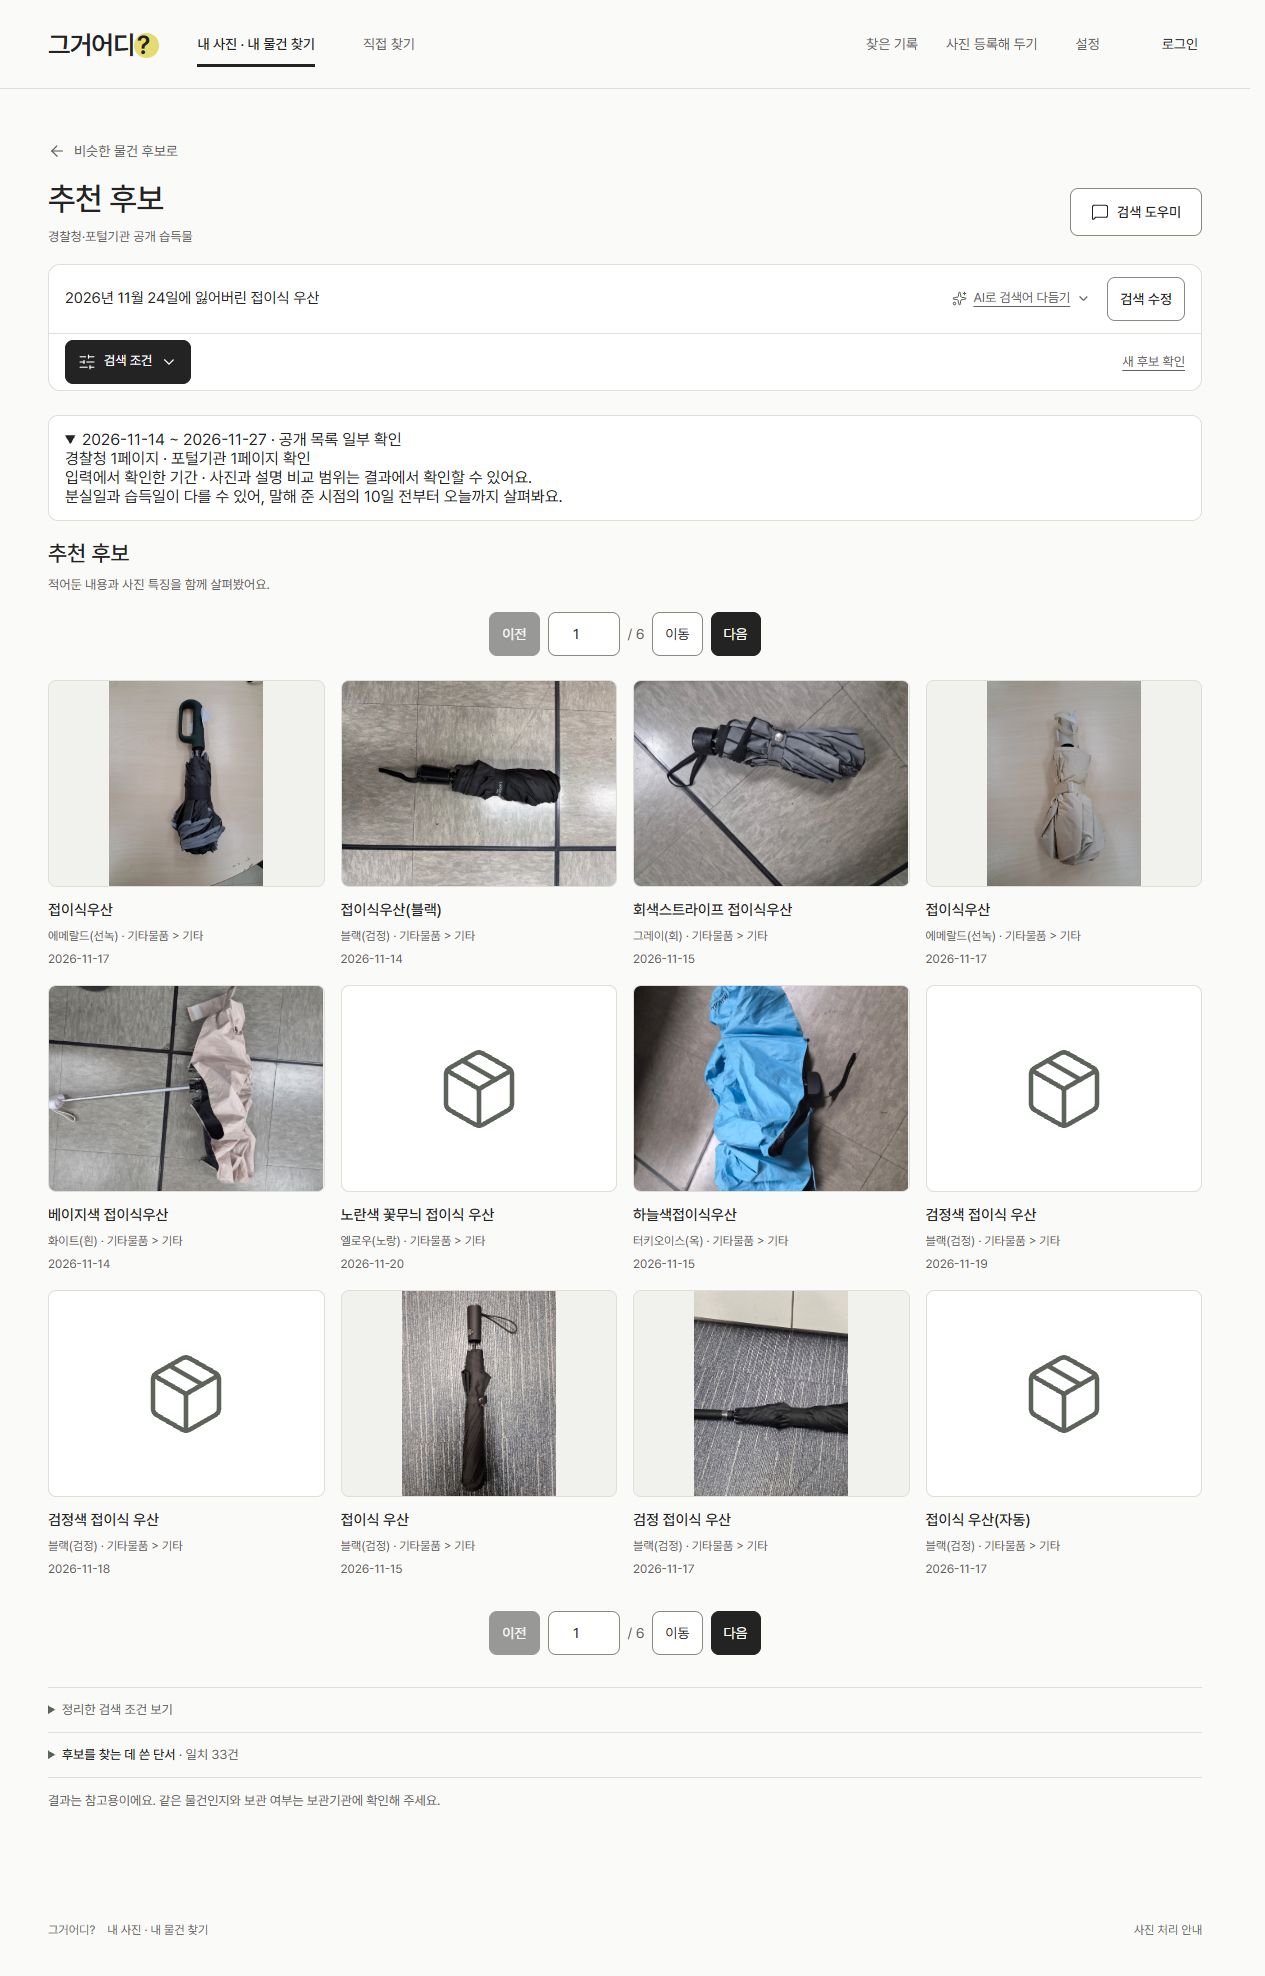 그거어디?
내 사진 · 내 물건 찾기
직접 찾기
찾은 기록
사진 등록해 두기
설정
로그인
비슷한 물건 후보로
추천 후보
경찰청·포털기관 공개 습득물
검색 도우미
2026년 11월 24일에 잃어버린 접이식 우산
AI로 검색어 다듬기
검색 수정
검색 조건
새 후보 확인
▼ 2026-11-14 ~ 2026-11-27 · 공개 목록 일부 확인
경찰청 1페이지 · 포털기관 1페이지 확인
입력에서 확인한 기간 · 사진과 설명 비교 범위는 결과에서 확인할 수 있어요.
분실일과 습득일이 다를 수 있어, 말해 준 시점의 10일 전부터 오늘까지 살펴봐요.
추천 후보
적어둔 내용과 사진 특징을 함께 살펴봤어요.
이전 1 / 6 이동 다음
접이식우산
에메랄드(선녹) · 기타물품 > 기타
2026-11-17
접이식우산(블랙)
블랙(검정) · 기타물품 > 기타
2026-11-14
회색스트라이프 접이식우산
그레이(회) · 기타물품 > 기타
2026-11-15
접이식우산
에메랄드(선녹) · 기타물품 > 기타
2026-11-17
베이지색 접이식우산
화이트(흰) · 기타물품 > 기타
2026-11-14
노란색 꽃무늬 접이식 우산
옐로우(노랑) · 기타물품 > 기타
2026-11-20
하늘색접이식우산
터키오이스(옥) · 기타물품 > 기타
2026-11-15
검정색 접이식 우산
블랙(검정) · 기타물품 > 기타
2026-11-19
검정색 접이식 우산
블랙(검정) · 기타물품 > 기타
2026-11-18
접이식 우산
블랙(검정) · 기타물품 > 기타
2026-11-15
검정 접이식 우산
블랙(검정) · 기타물품 > 기타
2026-11-17
접이식 우산(자동)
블랙(검정) · 기타물품 > 기타
2026-11-17
이전 1 / 6 이동 다음
▶ 정리한 검색 조건 보기
▶ 후보를 찾는 데 쓴 단서 · 일치 33건
결과는 참고용이에요. 같은 물건인지와 보관 여부는 보관기관에 확인해 주세요.
그거어디? 내 사진 · 내 물건 찾기
사진 처리 안내